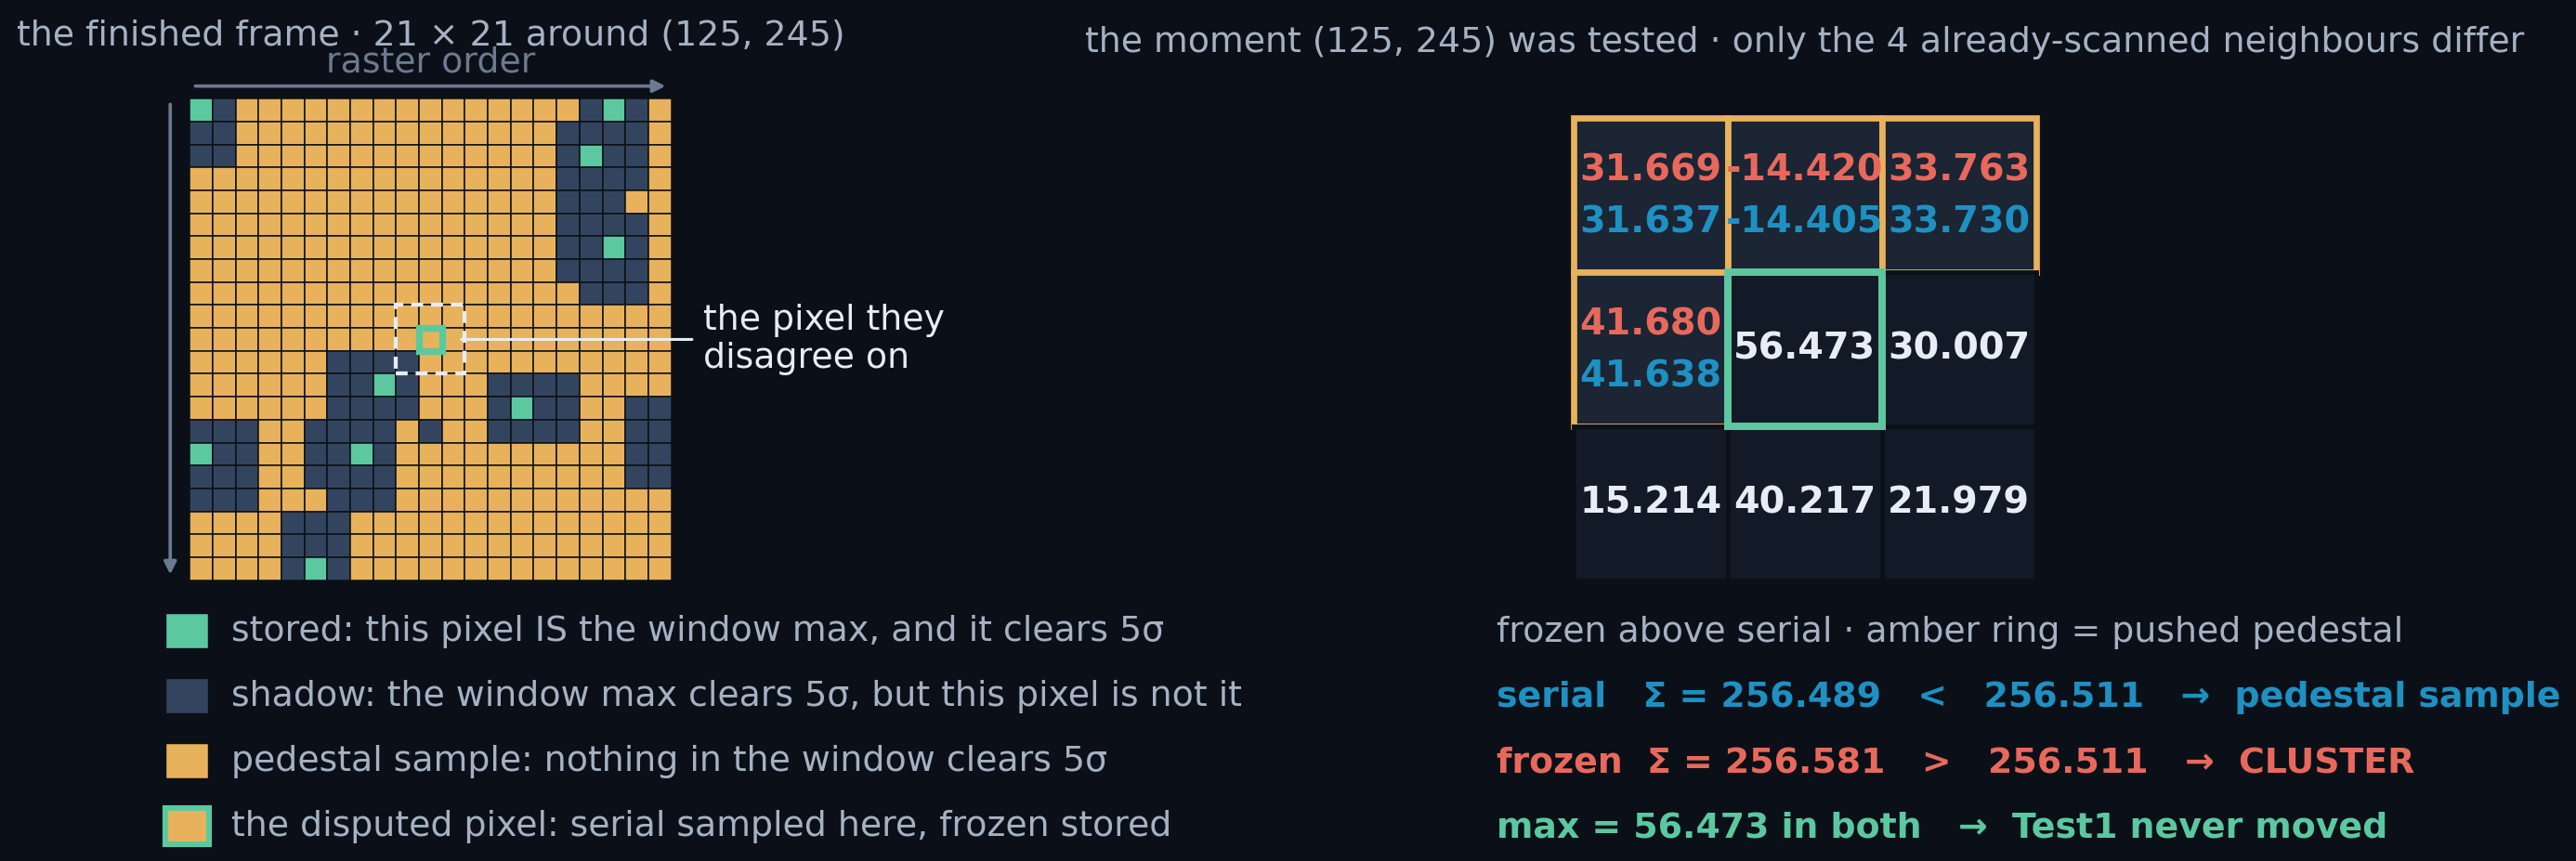 the finished frame · 21 × 21 around (125, 245)
raster order
the pixel they
disagree on
stored: this pixel IS the window max, and it clears 5σ
shadow: the window max clears 5σ, but this pixel is not it
pedestal sample: nothing in the window clears 5σ
the disputed pixel: serial sampled here, frozen stored
the moment (125, 245) was tested · only the 4 already-scanned neighbours differ
31.669 -14.420 33.763
31.637 -14.405 33.730
41.680
41.638
56.473 30.007
15.214 40.217 21.979
frozen above serial · amber ring = pushed pedestal
serial Σ = 256.489 < 256.511 → pedestal sample
frozen Σ = 256.581 > 256.511 → CLUSTER
max = 56.473 in both → Test1 never moved